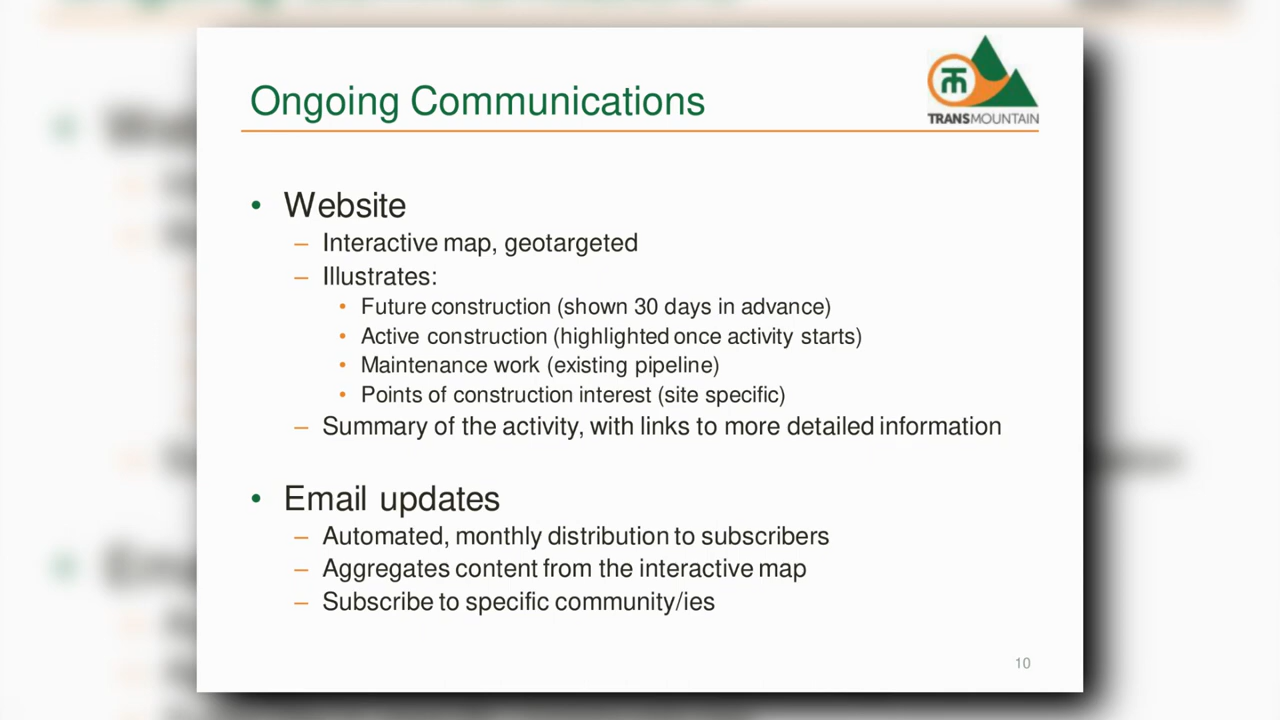 Ongoing Communications
TRANSMOUNTAIN
• Website
– Interactive map, geotargeted
– Illustrates:
• Future construction (shown 30 days in advance)
• Active construction (highlighted once activity starts)
• Maintenance work (existing pipeline)
• Points of construction interest (site specific)
– Summary of the activity, with links to more detailed information
• Email updates
– Automated, monthly distribution to subscribers
– Aggregates content from the interactive map
– Subscribe to specific community/ies
10